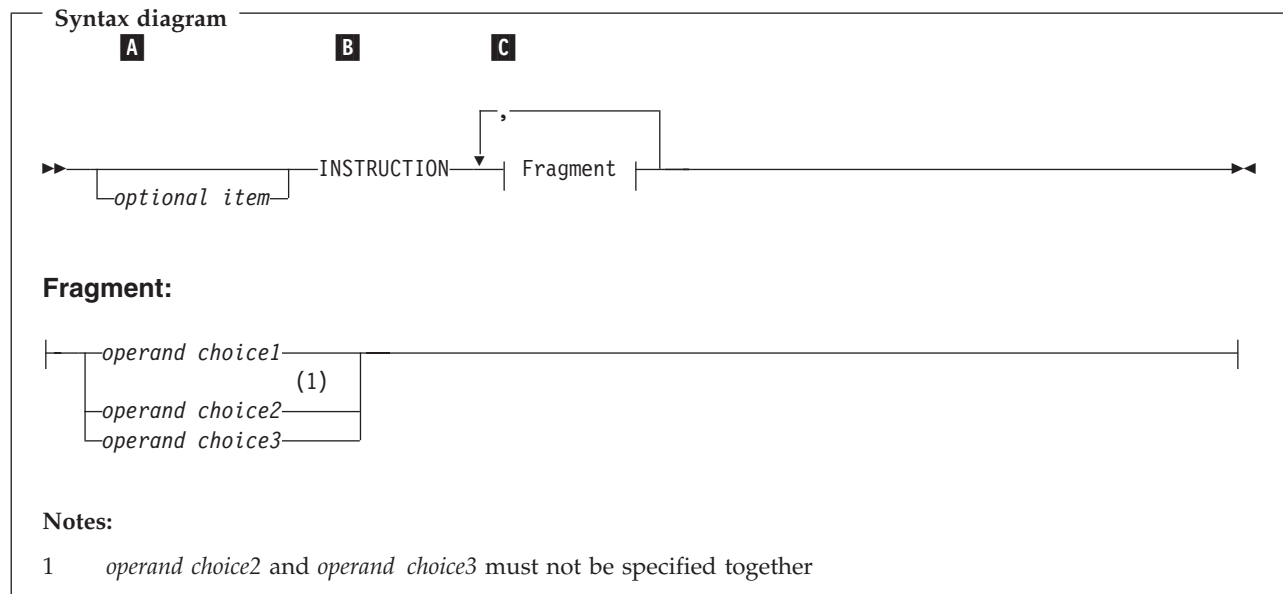 Syntax diagram
A B C
,
INSTRUCTION Fragment
optional item
Fragment:
operand choice1
(1)
operand choice2
operand choice3
Notes:
1 operand choice2 and operand choice3 must not be specified together